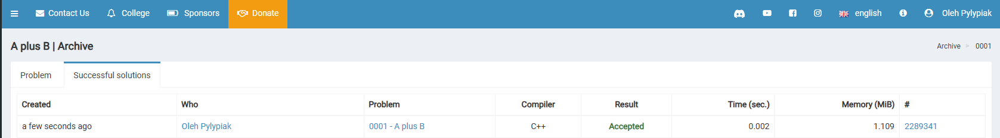 Contact Us College Sponsors Donate english Oleh Pylypiak
A plus B | Archive Archive > 0001
Problem Successful solutions
Created Who Problem Compiler Result Time (sec.) Memory (MiB) #
a few seconds ago Oleh Pylypiak 0001 - A plus B C++ Accepted 0.002 1.109 2289341